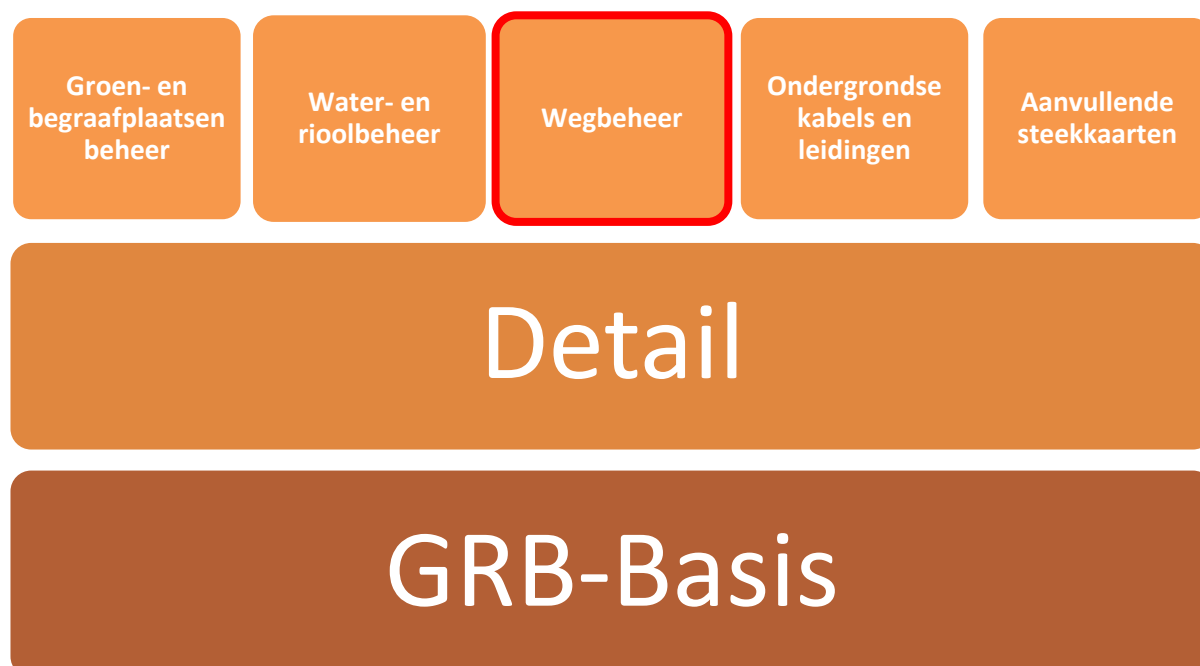 Groen- en
begraafplaatsen
beheer
Water- en
rioolbeheer
Wegbeheer
Ondergrondse
kabels en
leidingen
Aanvullende
steekkaarten
Detail
GRB-Basis